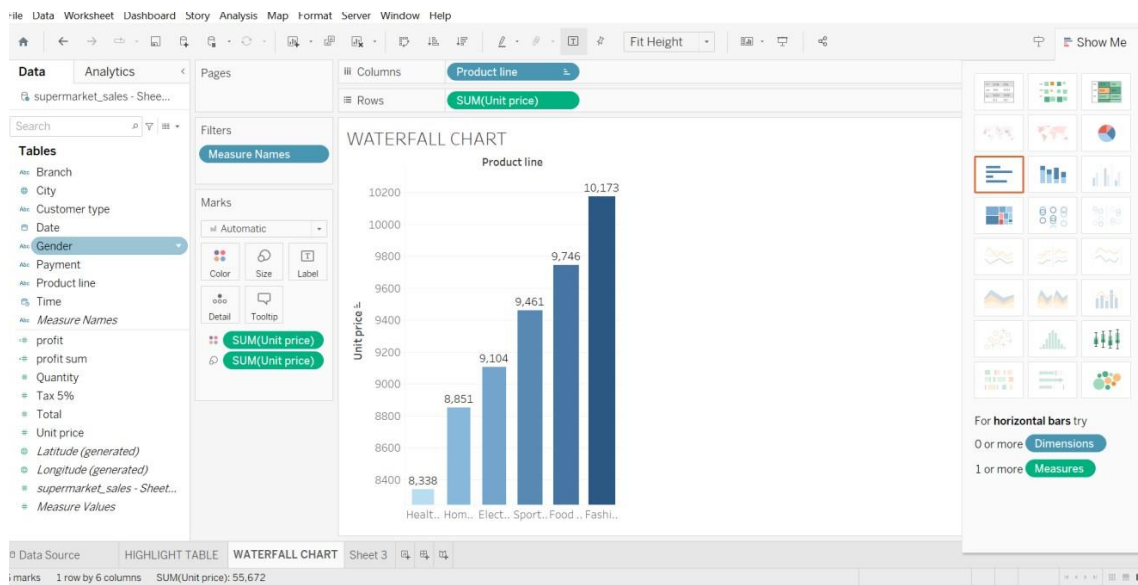 File Data Worksheet Dashboard Story Analysis Map Format Server Window Help
Fit Height
Show Me
Data Analytics
Pages
Columns
Product line
supermarket_sales - Shee...
Rows
SUM(Unit price)
Search
Filters
Measure Names
Tables
Branch
City
Customer type
Date
Gender
Payment
Product line
Time
Measure Names
profit
profit sum
Quantity
Tax 5%
Total
Unit price
Latitude (generated)
Longitude (generated)
supermarket_sales - Sheet...
Measure Values
Marks
Automatic
Color Size Label
Detail Tooltip
SUM(Unit price)
SUM(Unit price)
WATERFALL CHART
Product line
Unit price
10200
10000
9800
9600
9400
9200
9000
8800
8600
8400
8,338
8,851
9,104
9,461
9,746
10,173
Healt.. Hom.. Elect.. Sport.. Food .. Fashi..
For horizontal bars try
0 or more Dimensions
1 or more Measures
Data Source HIGHLIGHT TABLE WATERFALL CHART Sheet 3
marks 1 row by 6 columns SUM(Unit price): 55,672